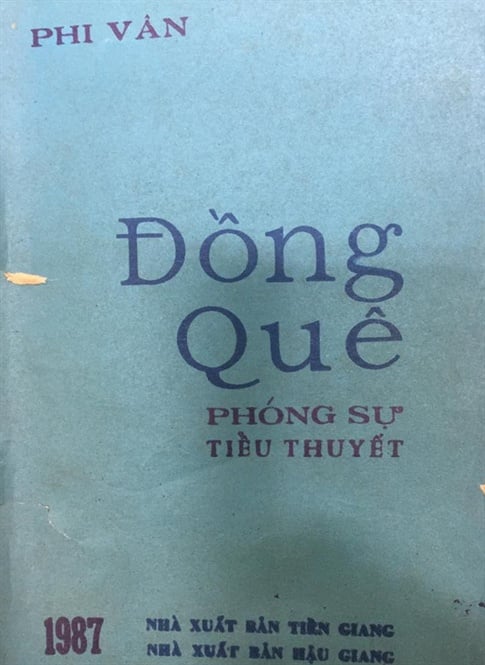 PHI VÂN
Đồng
Quê
PHÓNG SỰ
TIỂU THUYẾT
1987
NHÀ XUẤT BẢN TIỀN GIANG
NHÀ XUẤT BẢN HẬU GIANG